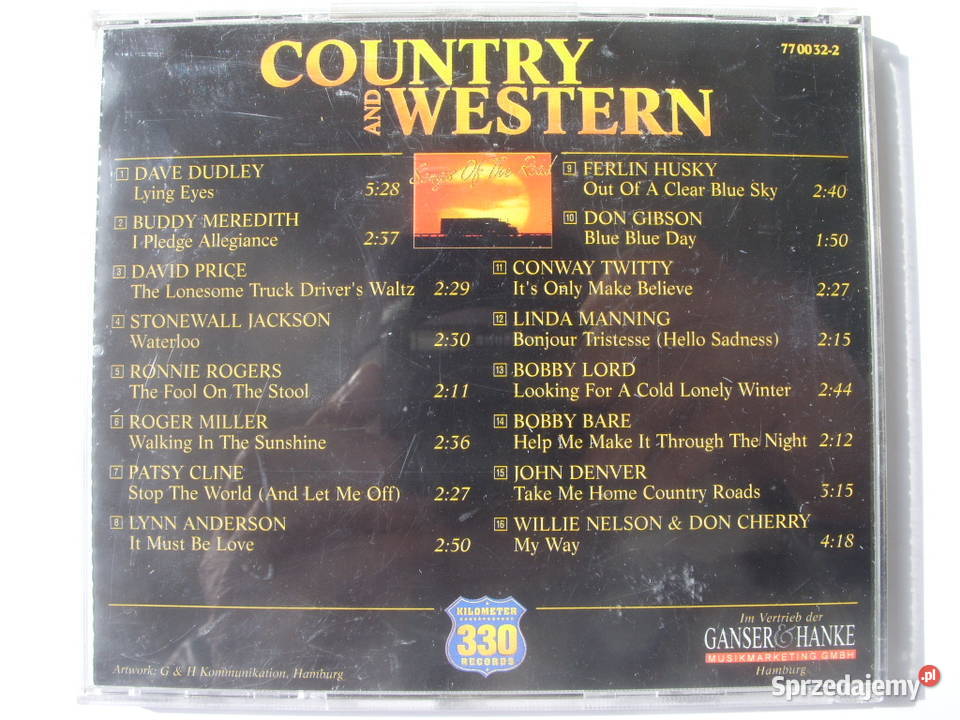 COUNTRY
AND WESTERN
77 0032-2
Songs Of The Road
1 DAVE DUDLEY
Lying Eyes 5:28
2 BUDDY MEREDITH
I Pledge Allegiance 2:37
3 DAVID PRICE
The Lonesome Truck Driver's Waltz 2:29
4 STONEWALL JACKSON
Waterloo 2:30
5 RONNIE ROGERS
The Fool On The Stool 2:11
6 ROGER MILLER
Walking In The Sunshine 2:36
7 PATSY CLINE
Stop The World (And Let Me Off) 2:27
8 LYNN ANDERSON
It Must Be Love 2:50
9 FERLIN HUSKY
Out Of A Clear Blue Sky 2:40
10 DON GIBSON
Blue Blue Day 1:50
11 CONWAY TWITTY
It's Only Make Believe 2:27
12 LINDA MANNING
Bonjour Tristesse (Hello Sadness) 2:15
13 BOBBY LORD
Looking For A Cold Lonely Winter 2:44
14 BOBBY BARE
Help Me Make It Through The Night 2:12
15 JOHN DENVER
Take Me Home Country Roads 3:15
16 WILLIE NELSON & DON CHERRY
My Way 4:18
KILOMETER
330
RECORDS
Im Vertrieb der
GANSER & HANKE
MUSIKMARKETING GMBH
Hamburg
Artwork: G & H Kommunikation, Hamburg
Sprzedajemy.pl